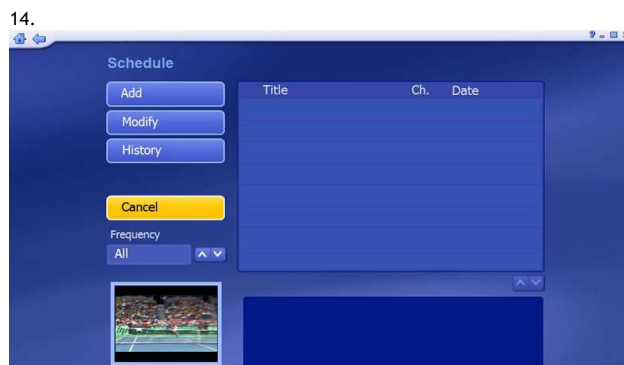 14.
Schedule
Add
Title Ch. Date
Modify
History
Cancel
Frequency
All